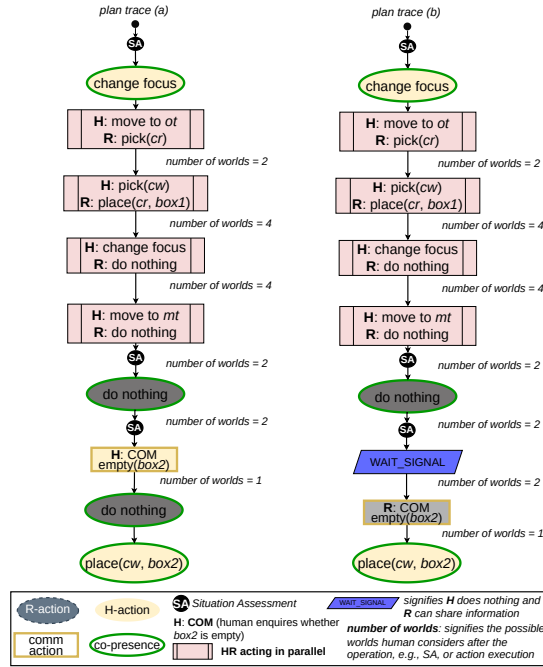 plan trace (a)
SA
change focus
H: move to ot
R: pick(cr)
number of worlds = 2
H: pick(cw)
R: place(cr, box1)
number of worlds = 4
H: change focus
R: do nothing
number of worlds = 4
H: move to mt
R: do nothing
SA
number of worlds = 2
do nothing
number of worlds = 2
SA
H: COM
empty(box2)
number of worlds = 1
do nothing
place(cw, box2)
plan trace (b)
SA
change focus
H: move to ot
R: pick(cr)
number of worlds = 2
H: pick(cw)
R: place(cr, box1)
number of worlds = 4
H: change focus
R: do nothing
number of worlds = 4
H: move to mt
R: do nothing
SA
number of worlds = 2
do nothing
number of worlds = 2
SA
WAIT_SIGNAL
number of worlds = 2
R: COM
empty(box2)
number of worlds = 1
place(cw, box2)
R-action
H-action
comm
action
co-presence
SA Situation Assessment
H: COM (human enquires whether
box2 is empty)
HR acting in parallel
WAIT_SIGNAL
signifies H does nothing and
R can share information
number of worlds: signifies the possible
worlds human considers after the
operation, e.g., SA, or action execution